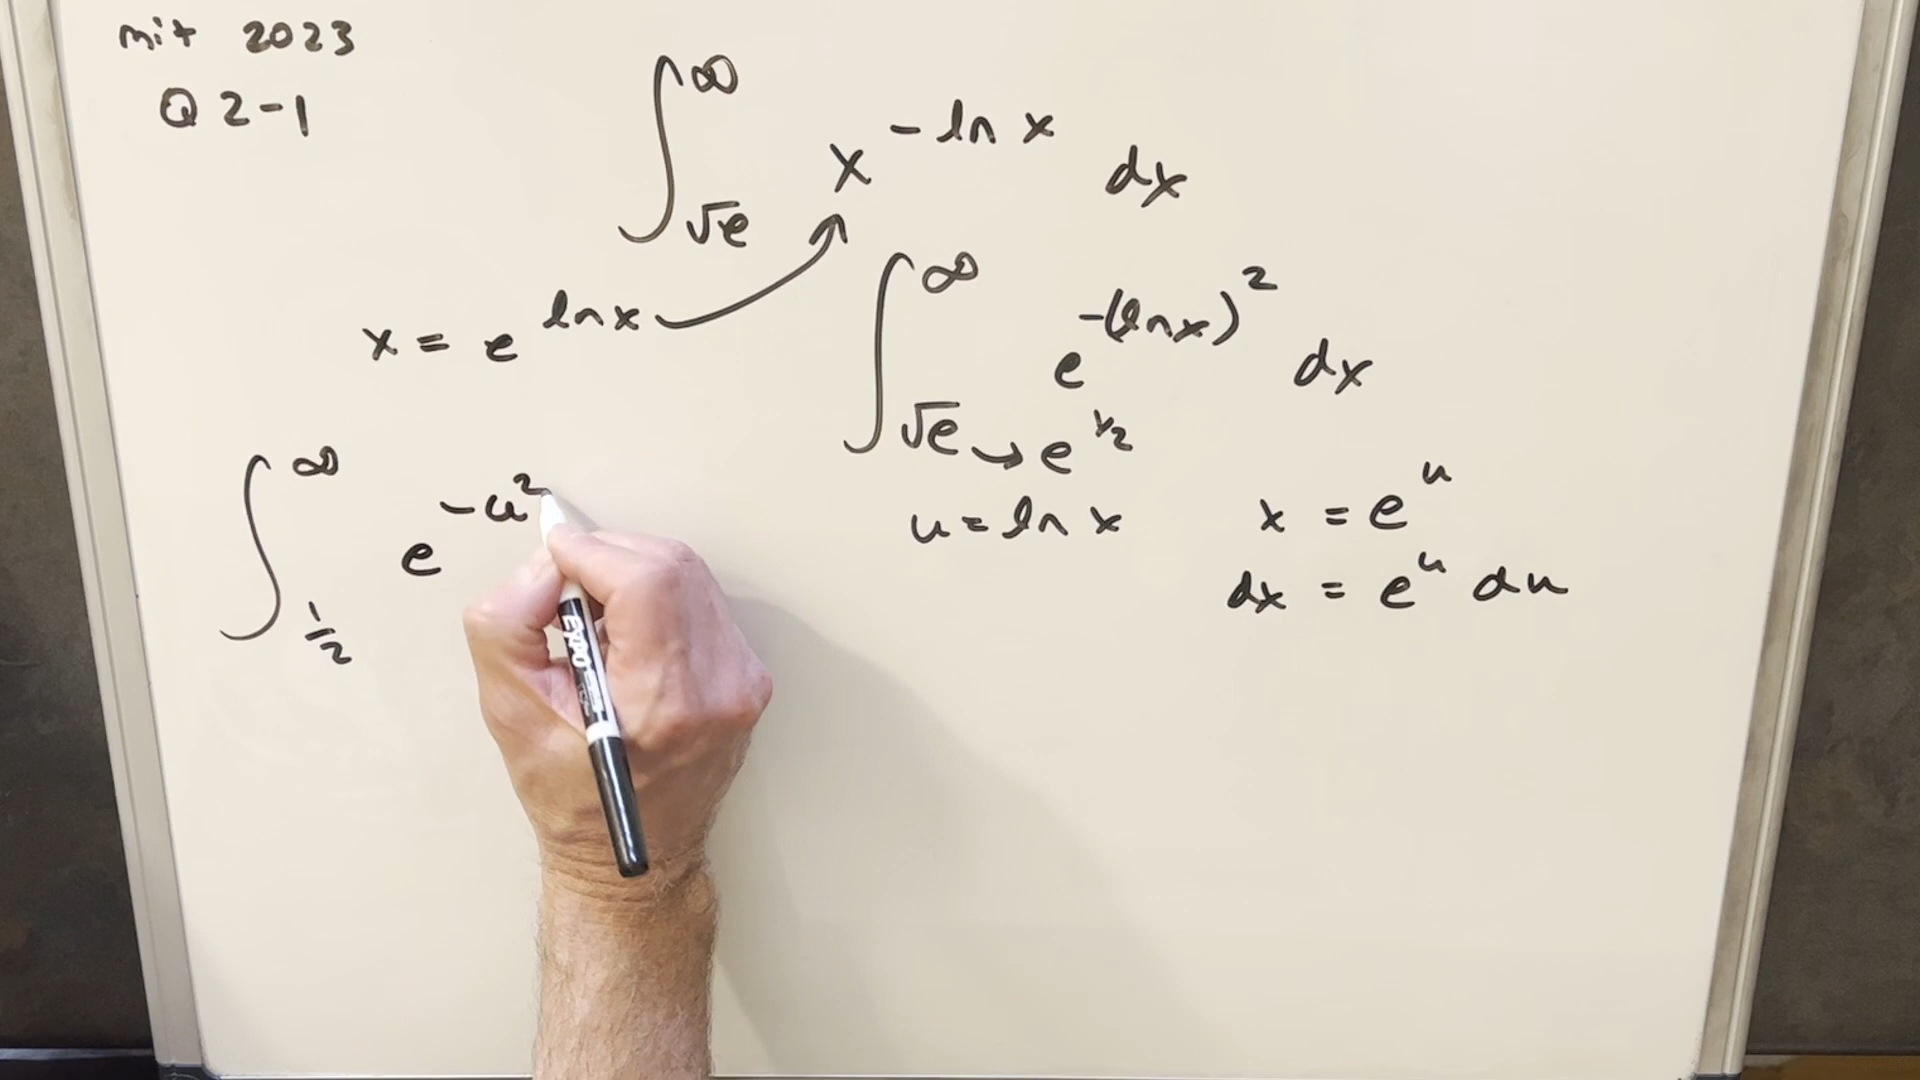 mit 2023
Q 2-1
∫_{√e}^{∞} x^{-ln x} dx
x = e^{ln x}
∫_{√e → e^{1/2}}^{∞} e^{-(ln x)^2} dx
u = ln x
x = e^u
dx = e^u du
∫_{1/2}^{∞} e^{-u^2}
EXPO